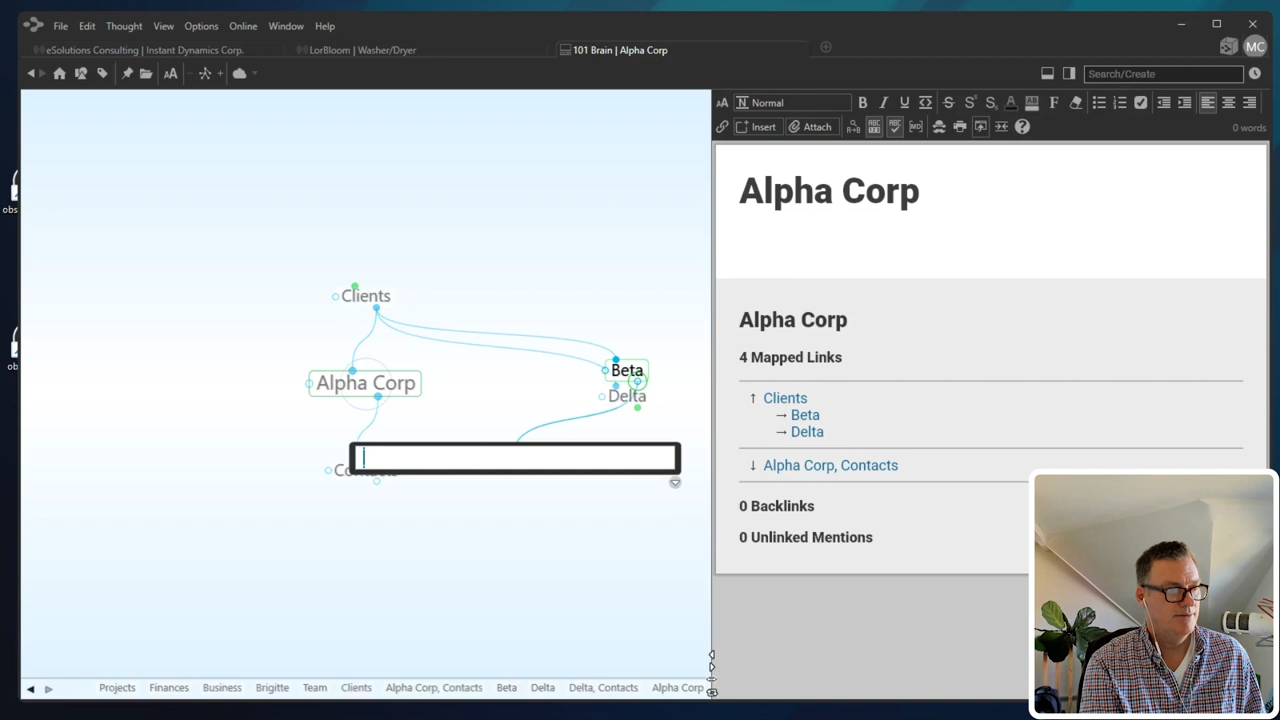 File Edit Thought View Options Online Window Help
eSolutions Consulting | Instant Dynamics Corp.
LorBloom | Washer/Dryer
101 Brain | Alpha Corp
MC
Search/Create
Normal
Insert
Attach
0 words
Alpha Corp
Clients
Alpha Corp
Beta
Delta
Alpha Corp
4 Mapped Links
↑ Clients
→ Beta
→ Delta
↓ Alpha Corp, Contacts
0 Backlinks
0 Unlinked Mentions
Projects Finances Business Brigitte Team Clients Alpha Corp, Contacts Beta Delta Delta, Contacts Alpha Corp